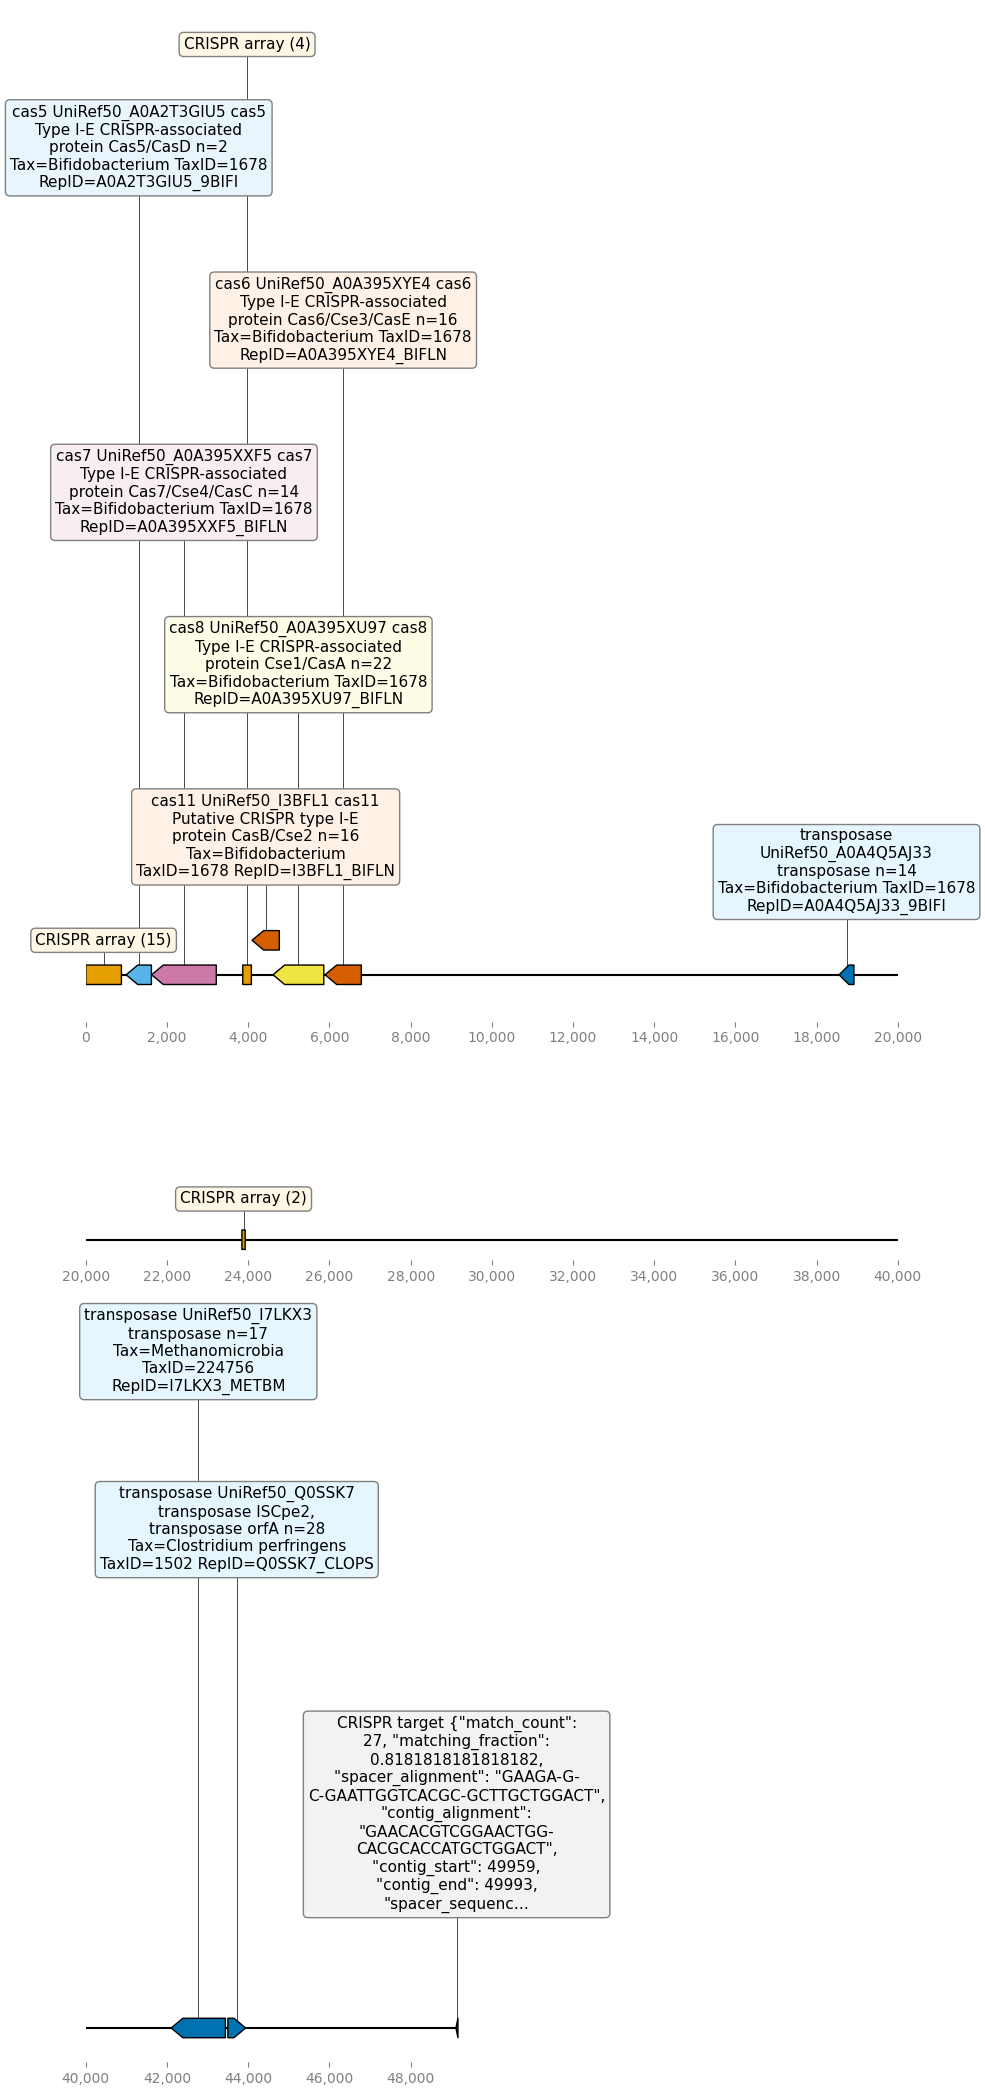 CRISPR array (4)
cas5 UniRef50_A0A2T3GIU5 cas5
Type I-E CRISPR-associated
protein Cas5/CasD n=2
Tax=Bifidobacterium TaxID=1678
RepID=A0A2T3GIU5_9BIFI
cas6 UniRef50_A0A395XYE4 cas6
Type I-E CRISPR-associated
protein Cas6/Cse3/CasE n=16
Tax=Bifidobacterium TaxID=1678
RepID=A0A395XYE4_BIFLN
cas7 UniRef50_A0A395XXF5 cas7
Type I-E CRISPR-associated
protein Cas7/Cse4/CasC n=14
Tax=Bifidobacterium TaxID=1678
RepID=A0A395XXF5_BIFLN
cas8 UniRef50_A0A395XU97 cas8
Type I-E CRISPR-associated
protein Cse1/CasA n=22
Tax=Bifidobacterium TaxID=1678
RepID=A0A395XU97_BIFLN
cas11 UniRef50_I3BFL1 cas11
Putative CRISPR type I-E
protein CasB/Cse2 n=16
Tax=Bifidobacterium
TaxID=1678 RepID=I3BFL1_BIFLN
transposase
UniRef50_A0A4Q5AJ33
transposase n=14
Tax=Bifidobacterium TaxID=1678
RepID=A0A4Q5AJ33_9BIFI
CRISPR array (15)
0 2,000 4,000 6,000 8,000 10,000 12,000 14,000 16,000 18,000 20,000
CRISPR array (2)
20,000 22,000 24,000 26,000 28,000 30,000 32,000 34,000 36,000 38,000 40,000
transposase UniRef50_I7LKX3
transposase n=17
Tax=Methanomicrobia
TaxID=224756
RepID=I7LKX3_METBM
transposase UniRef50_Q0SSK7
transposase ISCpe2,
transposase orfA n=28
Tax=Clostridium perfringens
TaxID=1502 RepID=Q0SSK7_CLOPS
CRISPR target {"match_count":
27, "matching_fraction":
0.8181818181818182,
"spacer_alignment": "GAAGA-G-
C-GAATTGGTCACGC-GCTTGCTGGACT",
"contig_alignment":
"GAACACGTCGGAACTGG-
CACGCACCATGCTGGACT",
"contig_start": 49959,
"contig_end": 49993,
"spacer_sequenc...
40,000 42,000 44,000 46,000 48,000